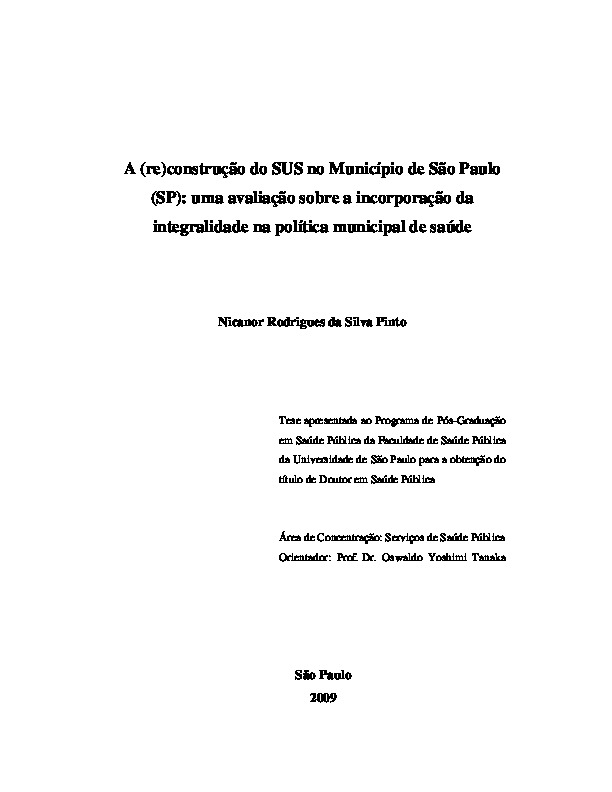 A (re)construção do SUS no Município de São Paulo
(SP): uma avaliação sobre a incorporação da
integralidade na política municipal de saúde
Nicanor Rodrigues da Silva Pinto
Tese apresentada ao Programa de Pós-Graduação
em Saúde Pública da Faculdade de Saúde Pública
da Universidade de São Paulo para a obtenção do
título de Doutor em Saúde Pública
Área de Concentração: Serviços de Saúde Pública
Orientador: Prof. Dr. Oswaldo Yoshimi Tanaka
São Paulo
2009